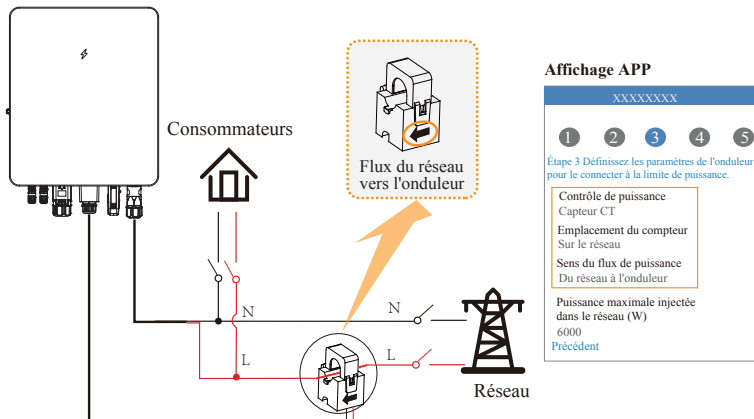 Consommateurs
Flux du réseau
vers l'onduleur
N
N
L
L
Réseau
Affichage APP
XXXXXXXX
1 2 3 4 5
Étape 3 Définissez les paramètres de l'onduleur
pour le connecter à la limite de puissance.
Contrôle de puissance
Capteur CT
Emplacement du compteur
Sur le réseau
Sens du flux de puissance
Du réseau à l'onduleur
Puissance maximale injectée
dans le réseau (W)
6000
Précédent